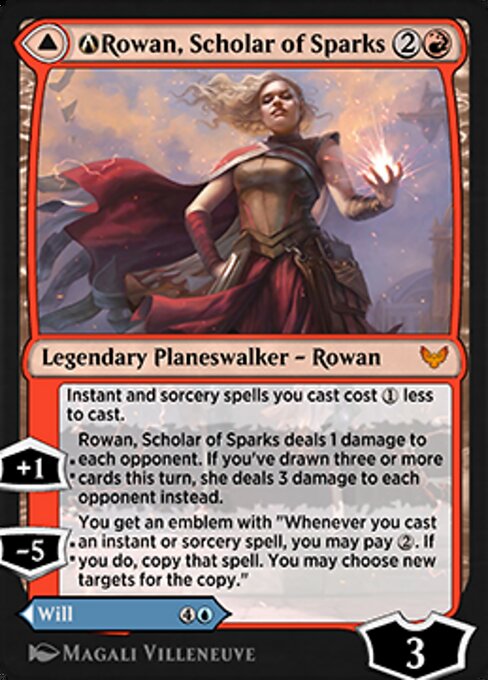 Rowan, Scholar of Sparks 2
Legendary Planeswalker – Rowan
Instant and sorcery spells you cast cost 1 less
to cast.
+1
Rowan, Scholar of Sparks deals 1 damage to
each opponent. If you've drawn three or more
cards this turn, she deals 3 damage to each
opponent instead.
-5
You get an emblem with "Whenever you cast
an instant or sorcery spell, you may pay 2. If
you do, copy that spell. You may choose new
targets for the copy."
Will 4
3
Magali Villeneuve